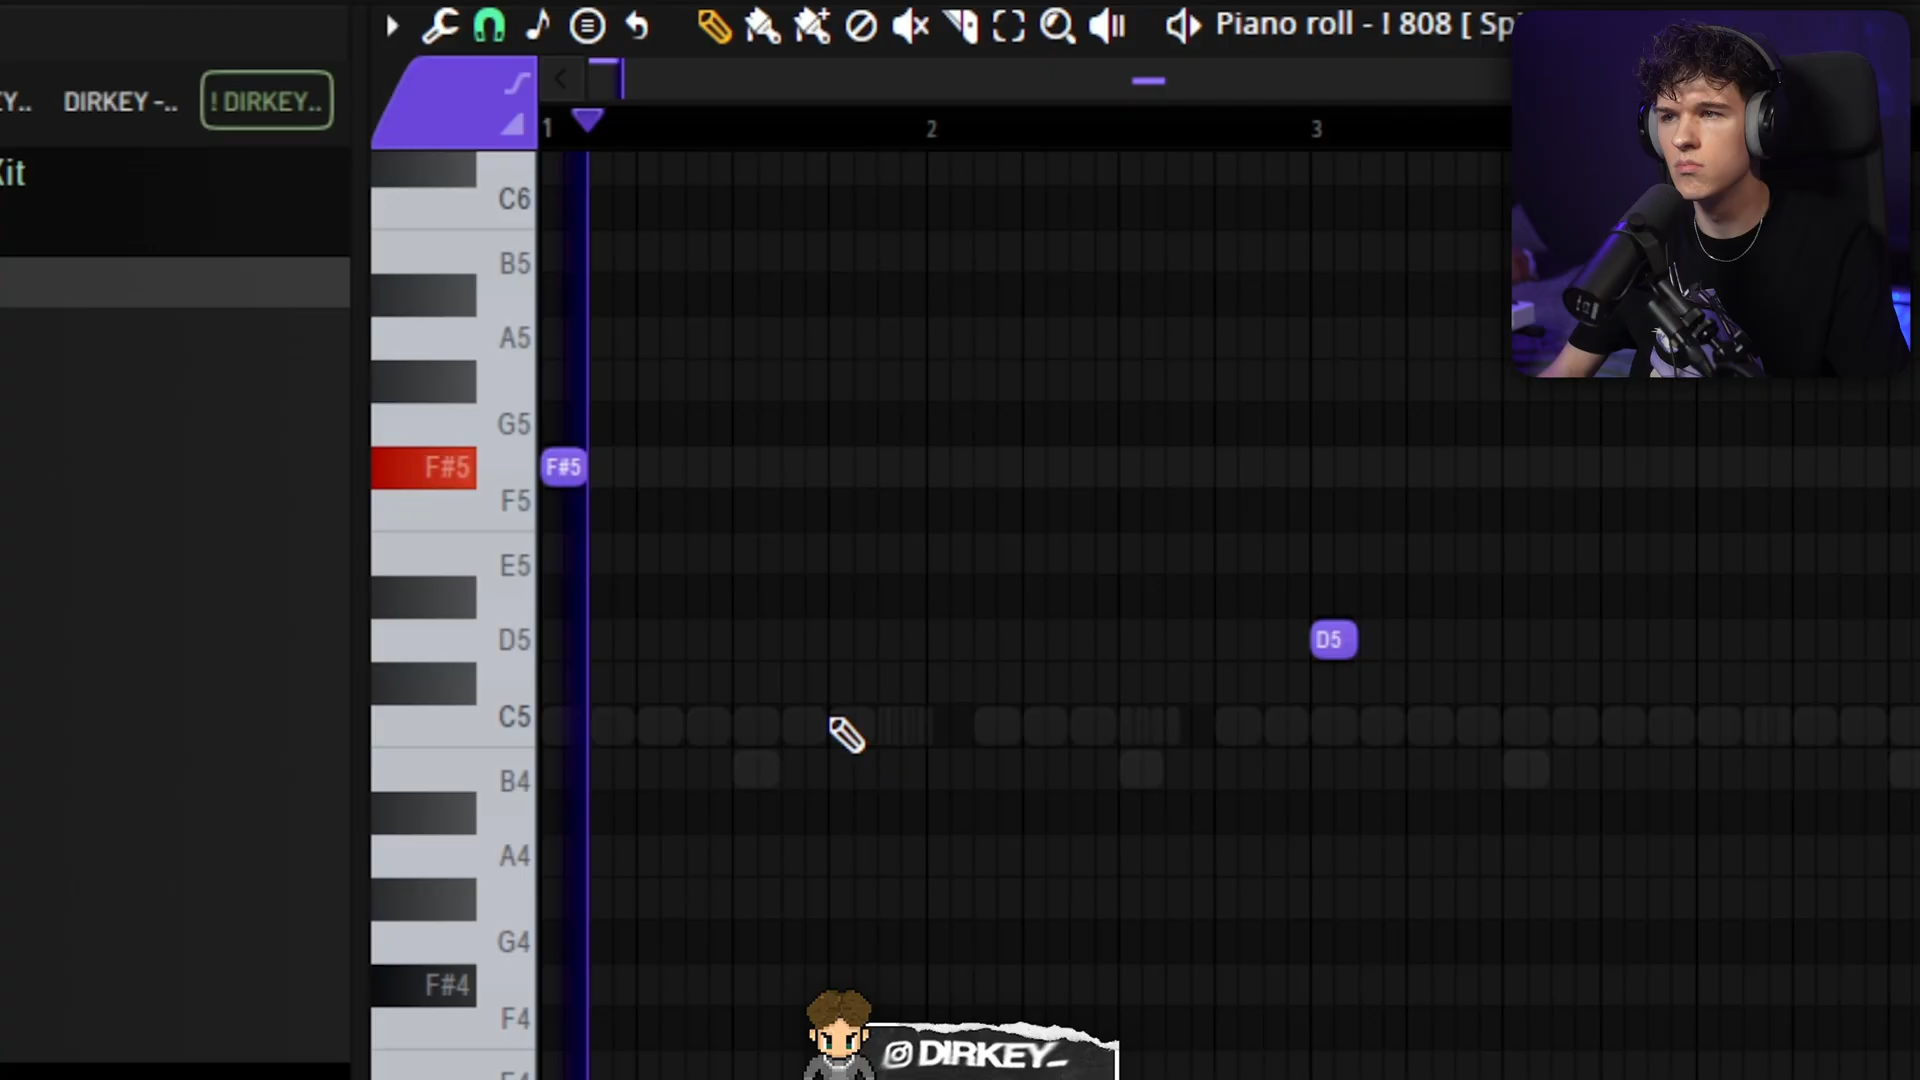 Piano roll - ! 808 [ Sp
Y..
DIRKEY -..
! DIRKEY..
Kit
1
2
3
C6
B5
A5
G5
F#5
F#5
F5
E5
D5
D5
C5
B4
A4
G4
F#4
F4
DIRKEY_